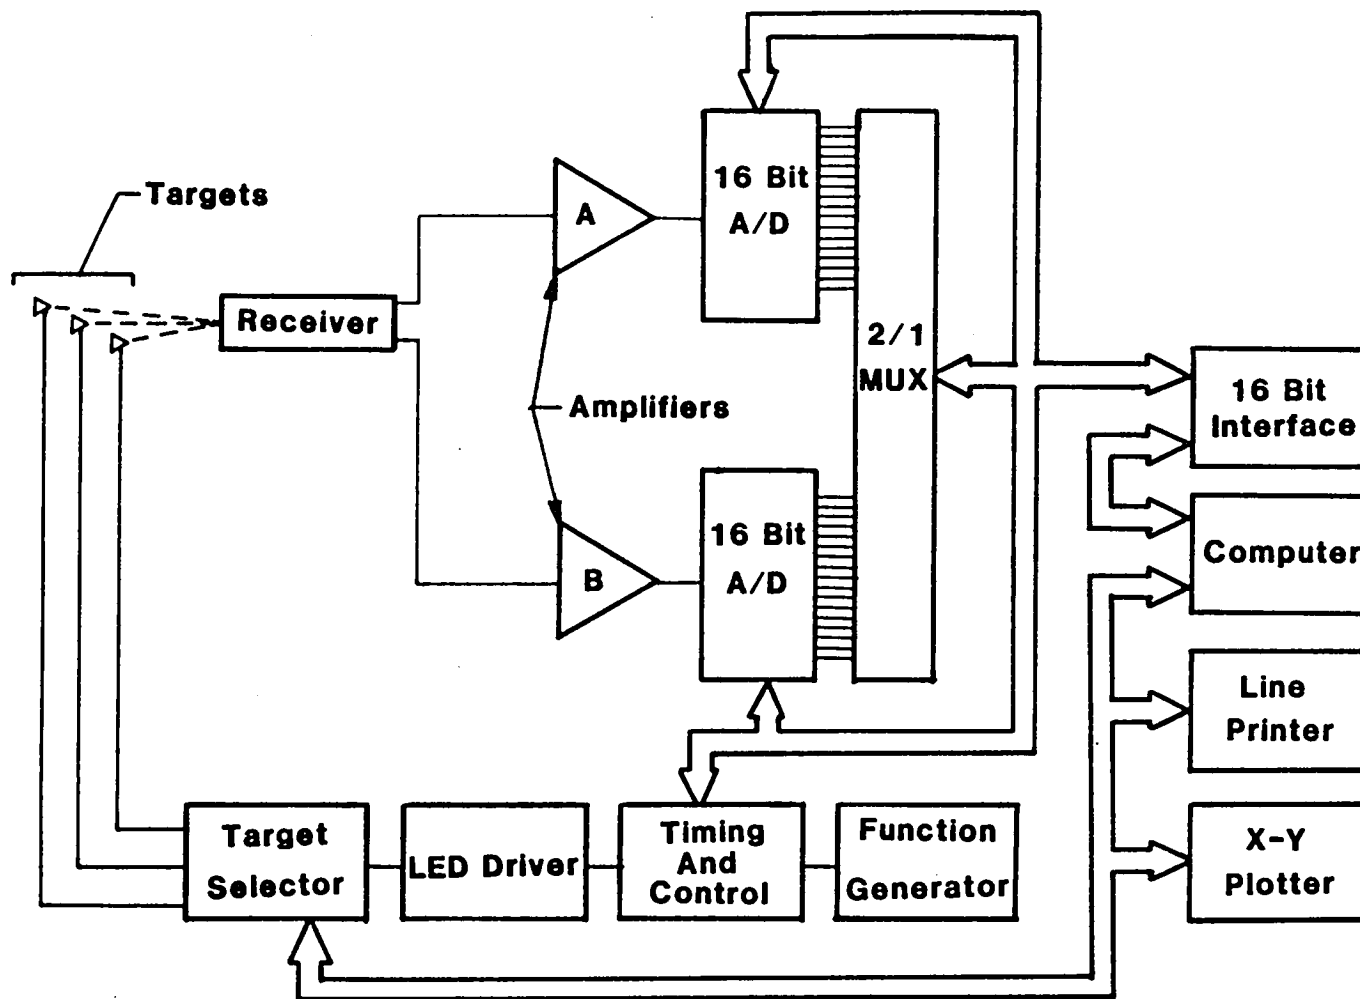 Targets
Receiver
A
16 Bit
A/D
2/1
MUX
Amplifiers
B
16 Bit
A/D
16 Bit
Interface
Computer
Line
Printer
X-Y
Plotter
Target
Selector
LED Driver
Timing
And
Control
Function
Generator